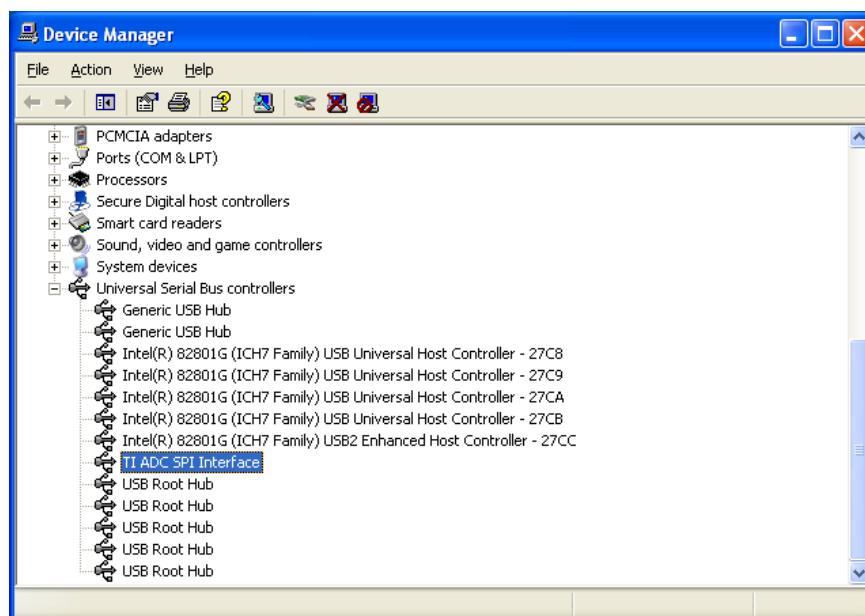 Device Manager
File Action View Help
PCMCIA adapters
Ports (COM & LPT)
Processors
Secure Digital host controllers
Smart card readers
Sound, video and game controllers
System devices
Universal Serial Bus controllers
Generic USB Hub
Generic USB Hub
Intel(R) 82801G (ICH7 Family) USB Universal Host Controller - 27C8
Intel(R) 82801G (ICH7 Family) USB Universal Host Controller - 27C9
Intel(R) 82801G (ICH7 Family) USB Universal Host Controller - 27CA
Intel(R) 82801G (ICH7 Family) USB Universal Host Controller - 27CB
Intel(R) 82801G (ICH7 Family) USB2 Enhanced Host Controller - 27CC
TI ADC SPI Interface
USB Root Hub
USB Root Hub
USB Root Hub
USB Root Hub
USB Root Hub